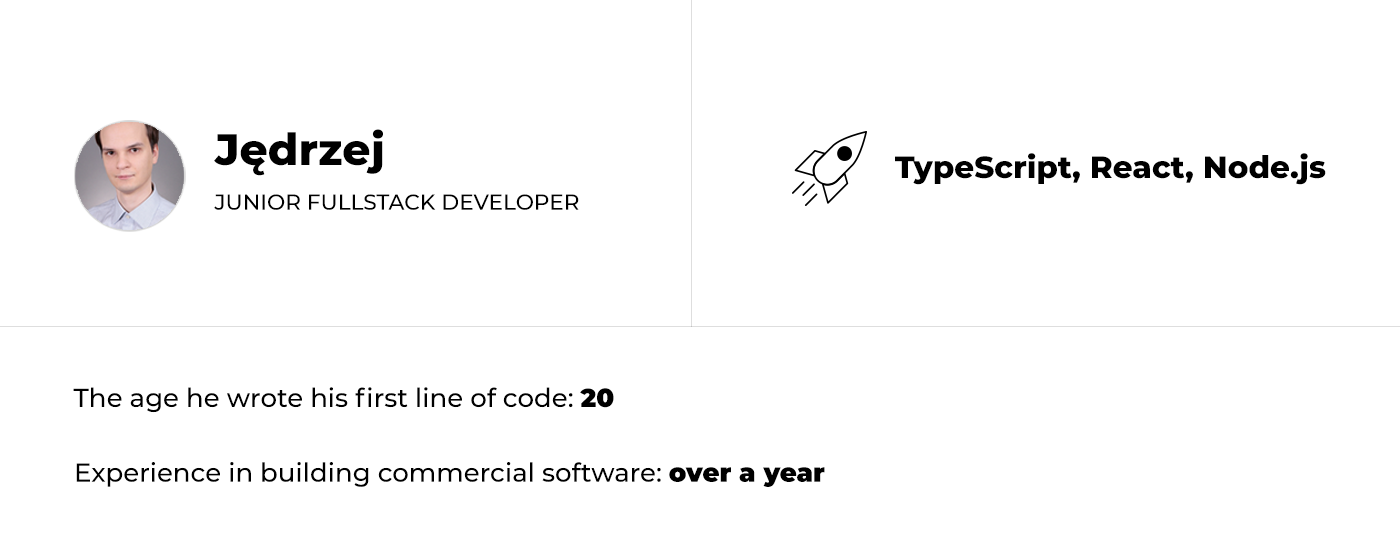 Jędrzej
JUNIOR FULLSTACK DEVELOPER
TypeScript, React, Node.js
The age he wrote his first line of code: 20
Experience in building commercial software: over a year